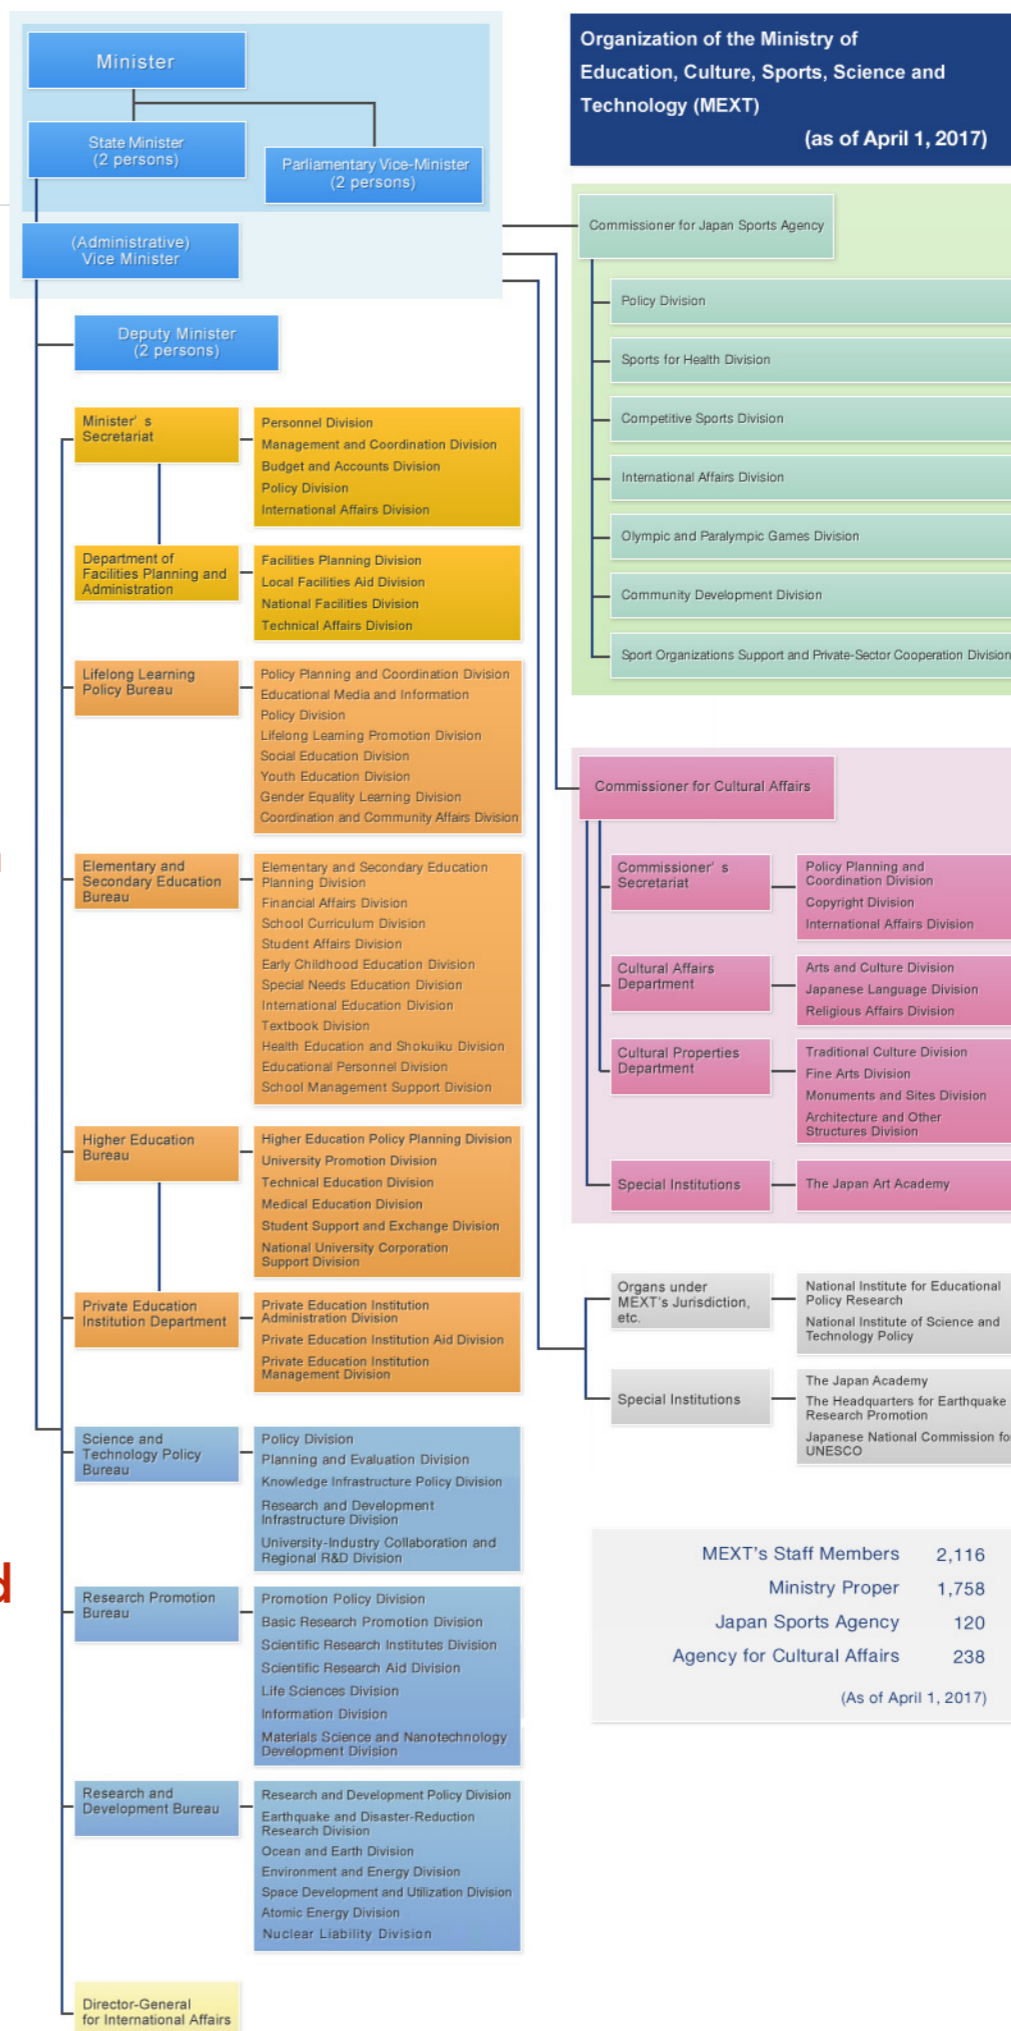 Minister
State Minister
(2 persons)
Parliamentary Vice-Minister
(2 persons)
(Administrative)
Vice Minister
Deputy Minister
(2 persons)
Minister' s
Secretariat
Personnel Division
Management and Coordination Division
Budget and Accounts Division
Policy Division
International Affairs Division
Department of
Facilities Planning and
Administration
Facilities Planning Division
Local Facilities Aid Division
National Facilities Division
Technical Affairs Division
Lifelong Learning
Policy Bureau
Policy Planning and Coordination Division
Educational Media and Information
Policy Division
Lifelong Learning Promotion Division
Social Education Division
Youth Education Division
Gender Equality Learning Division
Coordination and Community Affairs Division
Elementary and
Secondary Education
Bureau
Elementary and Secondary Education
Planning Division
Financial Affairs Division
School Curriculum Division
Student Affairs Division
Early Childhood Education Division
Special Needs Education Division
International Education Division
Textbook Division
Health Education and Shokuiku Division
Educational Personnel Division
School Management Support Division
Higher Education
Bureau
Higher Education Policy Planning Division
University Promotion Division
Technical Education Division
Medical Education Division
Student Support and Exchange Division
National University Corporation
Support Division
Private Education
Institution Department
Private Education Institution
Administration Division
Private Education Institution Aid Division
Private Education Institution
Management Division
Science and
Technology Policy
Bureau
Policy Division
Planning and Evaluation Division
Knowledge Infrastructure Policy Division
Research and Development
Infrastructure Division
University-Industry Collaboration and
Regional R&D Division
Research Promotion
Bureau
Promotion Policy Division
Basic Research Promotion Division
Scientific Research Institutes Division
Scientific Research Aid Division
Life Sciences Division
Information Division
Materials Science and Nanotechnology
Development Division
Research and
Development Bureau
Research and Development Policy Division
Earthquake and Disaster-Reduction
Research Division
Ocean and Earth Division
Environment and Energy Division
Space Development and Utilization Division
Atomic Energy Division
Nuclear Liability Division
Director-General
for International Affairs
Organization of the Ministry of
Education, Culture, Sports, Science and
Technology (MEXT)
(as of April 1, 2017)
Commissioner for Japan Sports Agency
Policy Division
Sports for Health Division
Competitive Sports Division
International Affairs Division
Olympic and Paralympic Games Division
Community Development Division
Sport Organizations Support and Private-Sector Cooperation Division
Commissioner for Cultural Affairs
Commissioner' s
Secretariat
Policy Planning and
Coordination Division
Copyright Division
International Affairs Division
Cultural Affairs
Department
Arts and Culture Division
Japanese Language Division
Religious Affairs Division
Cultural Properties
Department
Traditional Culture Division
Fine Arts Division
Monuments and Sites Division
Architecture and Other
Structures Division
Special Institutions
The Japan Art Academy
Organs under
MEXT's Jurisdiction,
etc.
National Institute for Educational
Policy Research
National Institute of Science and
Technology Policy
Special Institutions
The Japan Academy
The Headquarters for Earthquake
Research Promotion
Japanese National Commission fo
UNESCO
MEXT's Staff Members 2,116
Ministry Proper 1,758
Japan Sports Agency 120
Agency for Cultural Affairs 238
(As of April 1, 2017)